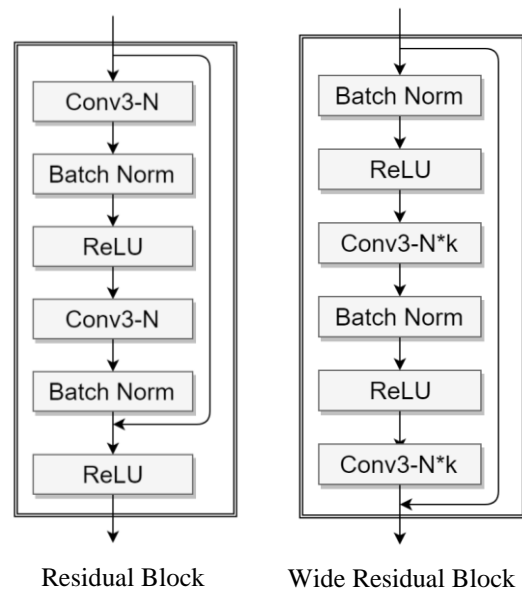 Conv3-N
Batch Norm
ReLU
Conv3-N
Batch Norm
ReLU
Residual Block
Batch Norm
ReLU
Conv3-N*k
Batch Norm
ReLU
Conv3-N*k
Wide Residual Block